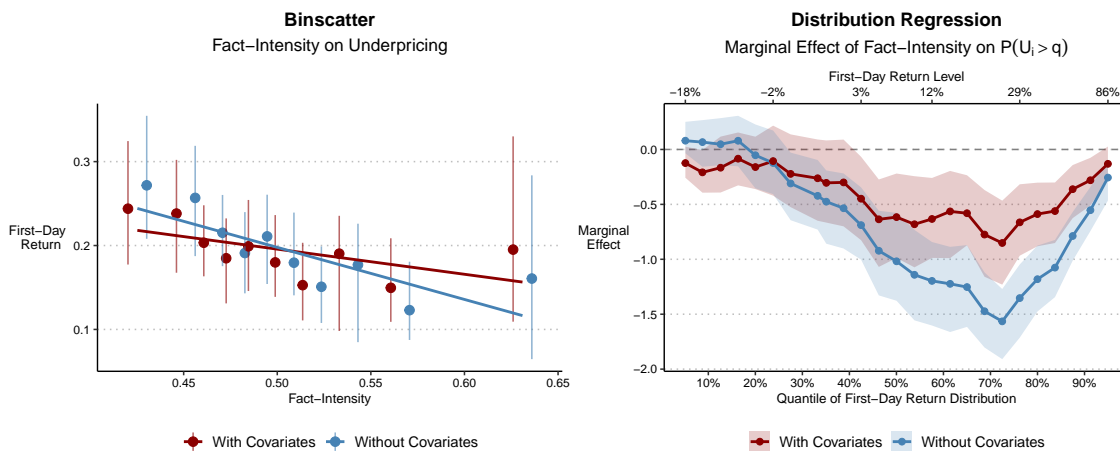 Binscatter
Fact−Intensity on Underpricing
First−Day
Return
0.3
0.2
0.1
0.45
0.50
0.55
0.60
0.65
Fact−Intensity
With Covariates
Without Covariates
Distribution Regression
Marginal Effect of Fact−Intensity on P(Uᵢ > q)
First−Day Return Level
−18%
−2%
3%
12%
29%
86%
Marginal
Effect
0.0
−0.5
−1.0
−1.5
−2.0
10%
20%
30%
40%
50%
60%
70%
80%
90%
Quantile of First−Day Return Distribution
With Covariates
Without Covariates